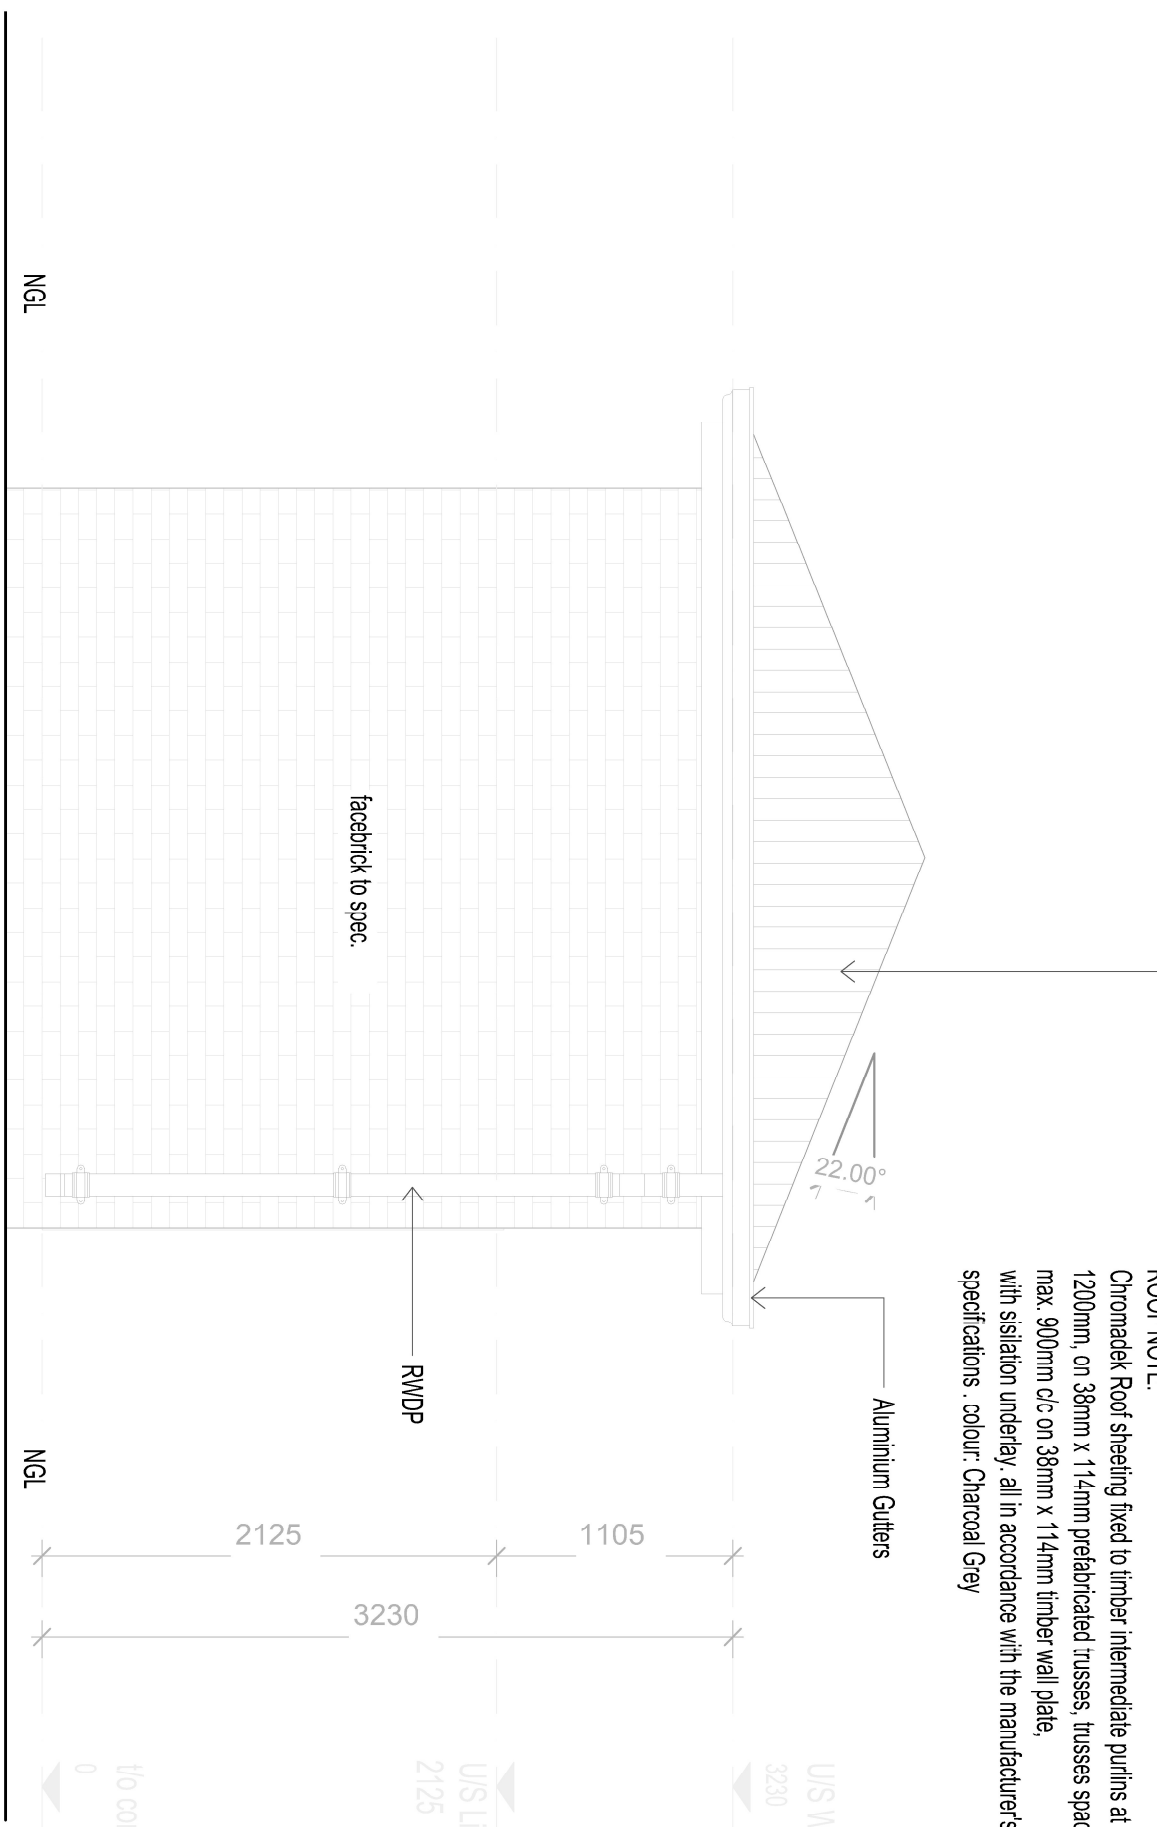 ROOF NOTE:
Chromadek Roof sheeting fixed to timber intermediate purlins at
1200mm, on 38mm x 114mm prefabricated trusses, trusses
max. 900mm c/c on 38mm x 114mm timber wall plate,
with sisilation underlay. all in accordance with the manufacturer's
specifications . colour: Charcoal Grey
22.00°
Aluminium Gutters
RWDP
facebrick to spec.
NGL
NGL
1105
2125
3230
U/S
3230
U/S
2125
t/o
0